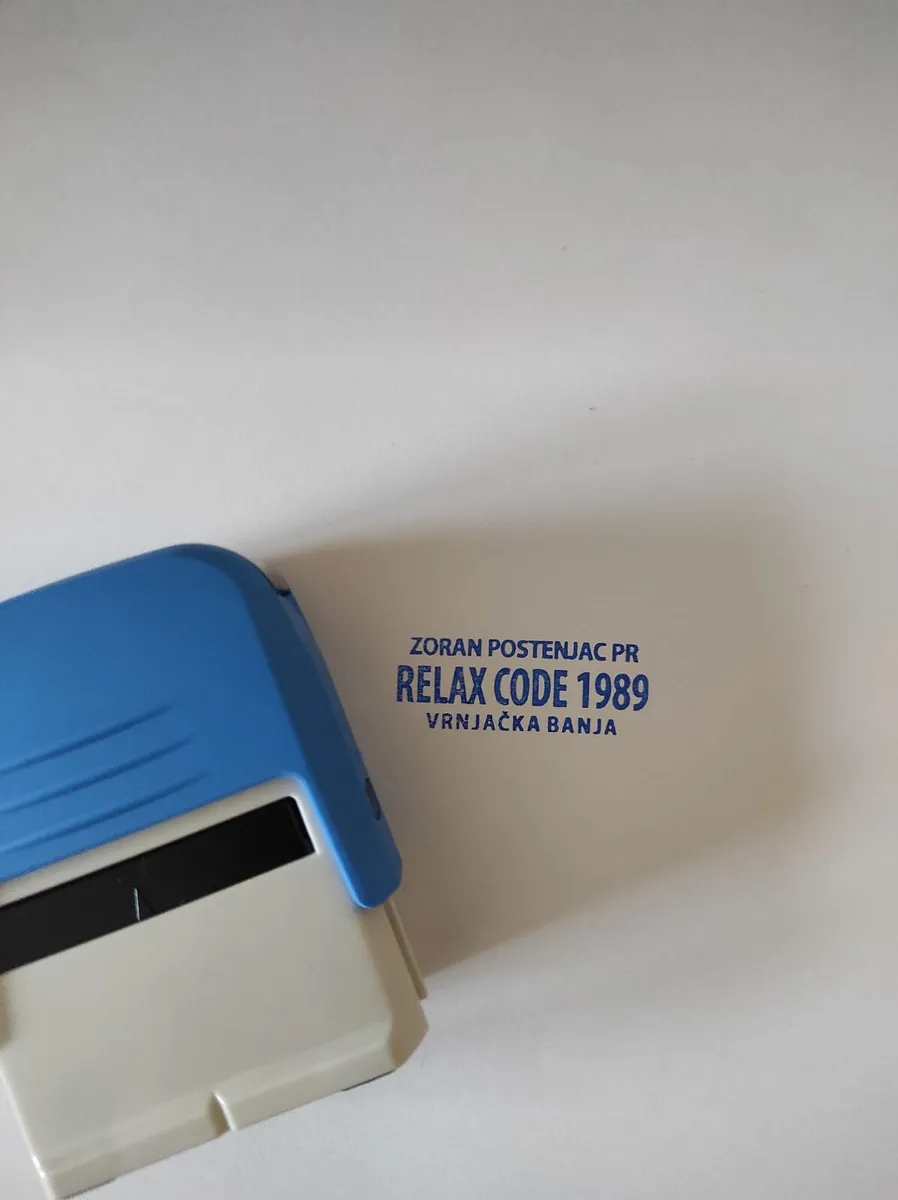 ZORAN POSTENJAC PR
RELAX CODE 1989
VRNJAČKA BANJA